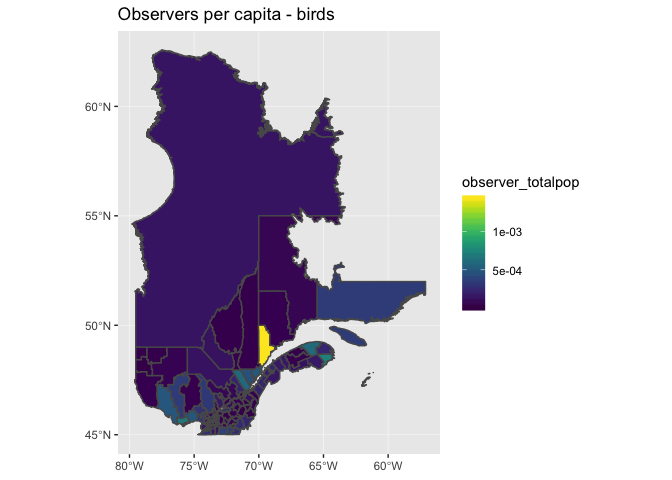 Observers per capita - birds
60°N
55°N
50°N
45°N
80°W
75°W
70°W
65°W
60°W
observer_totalpop
1e-03
5e-04